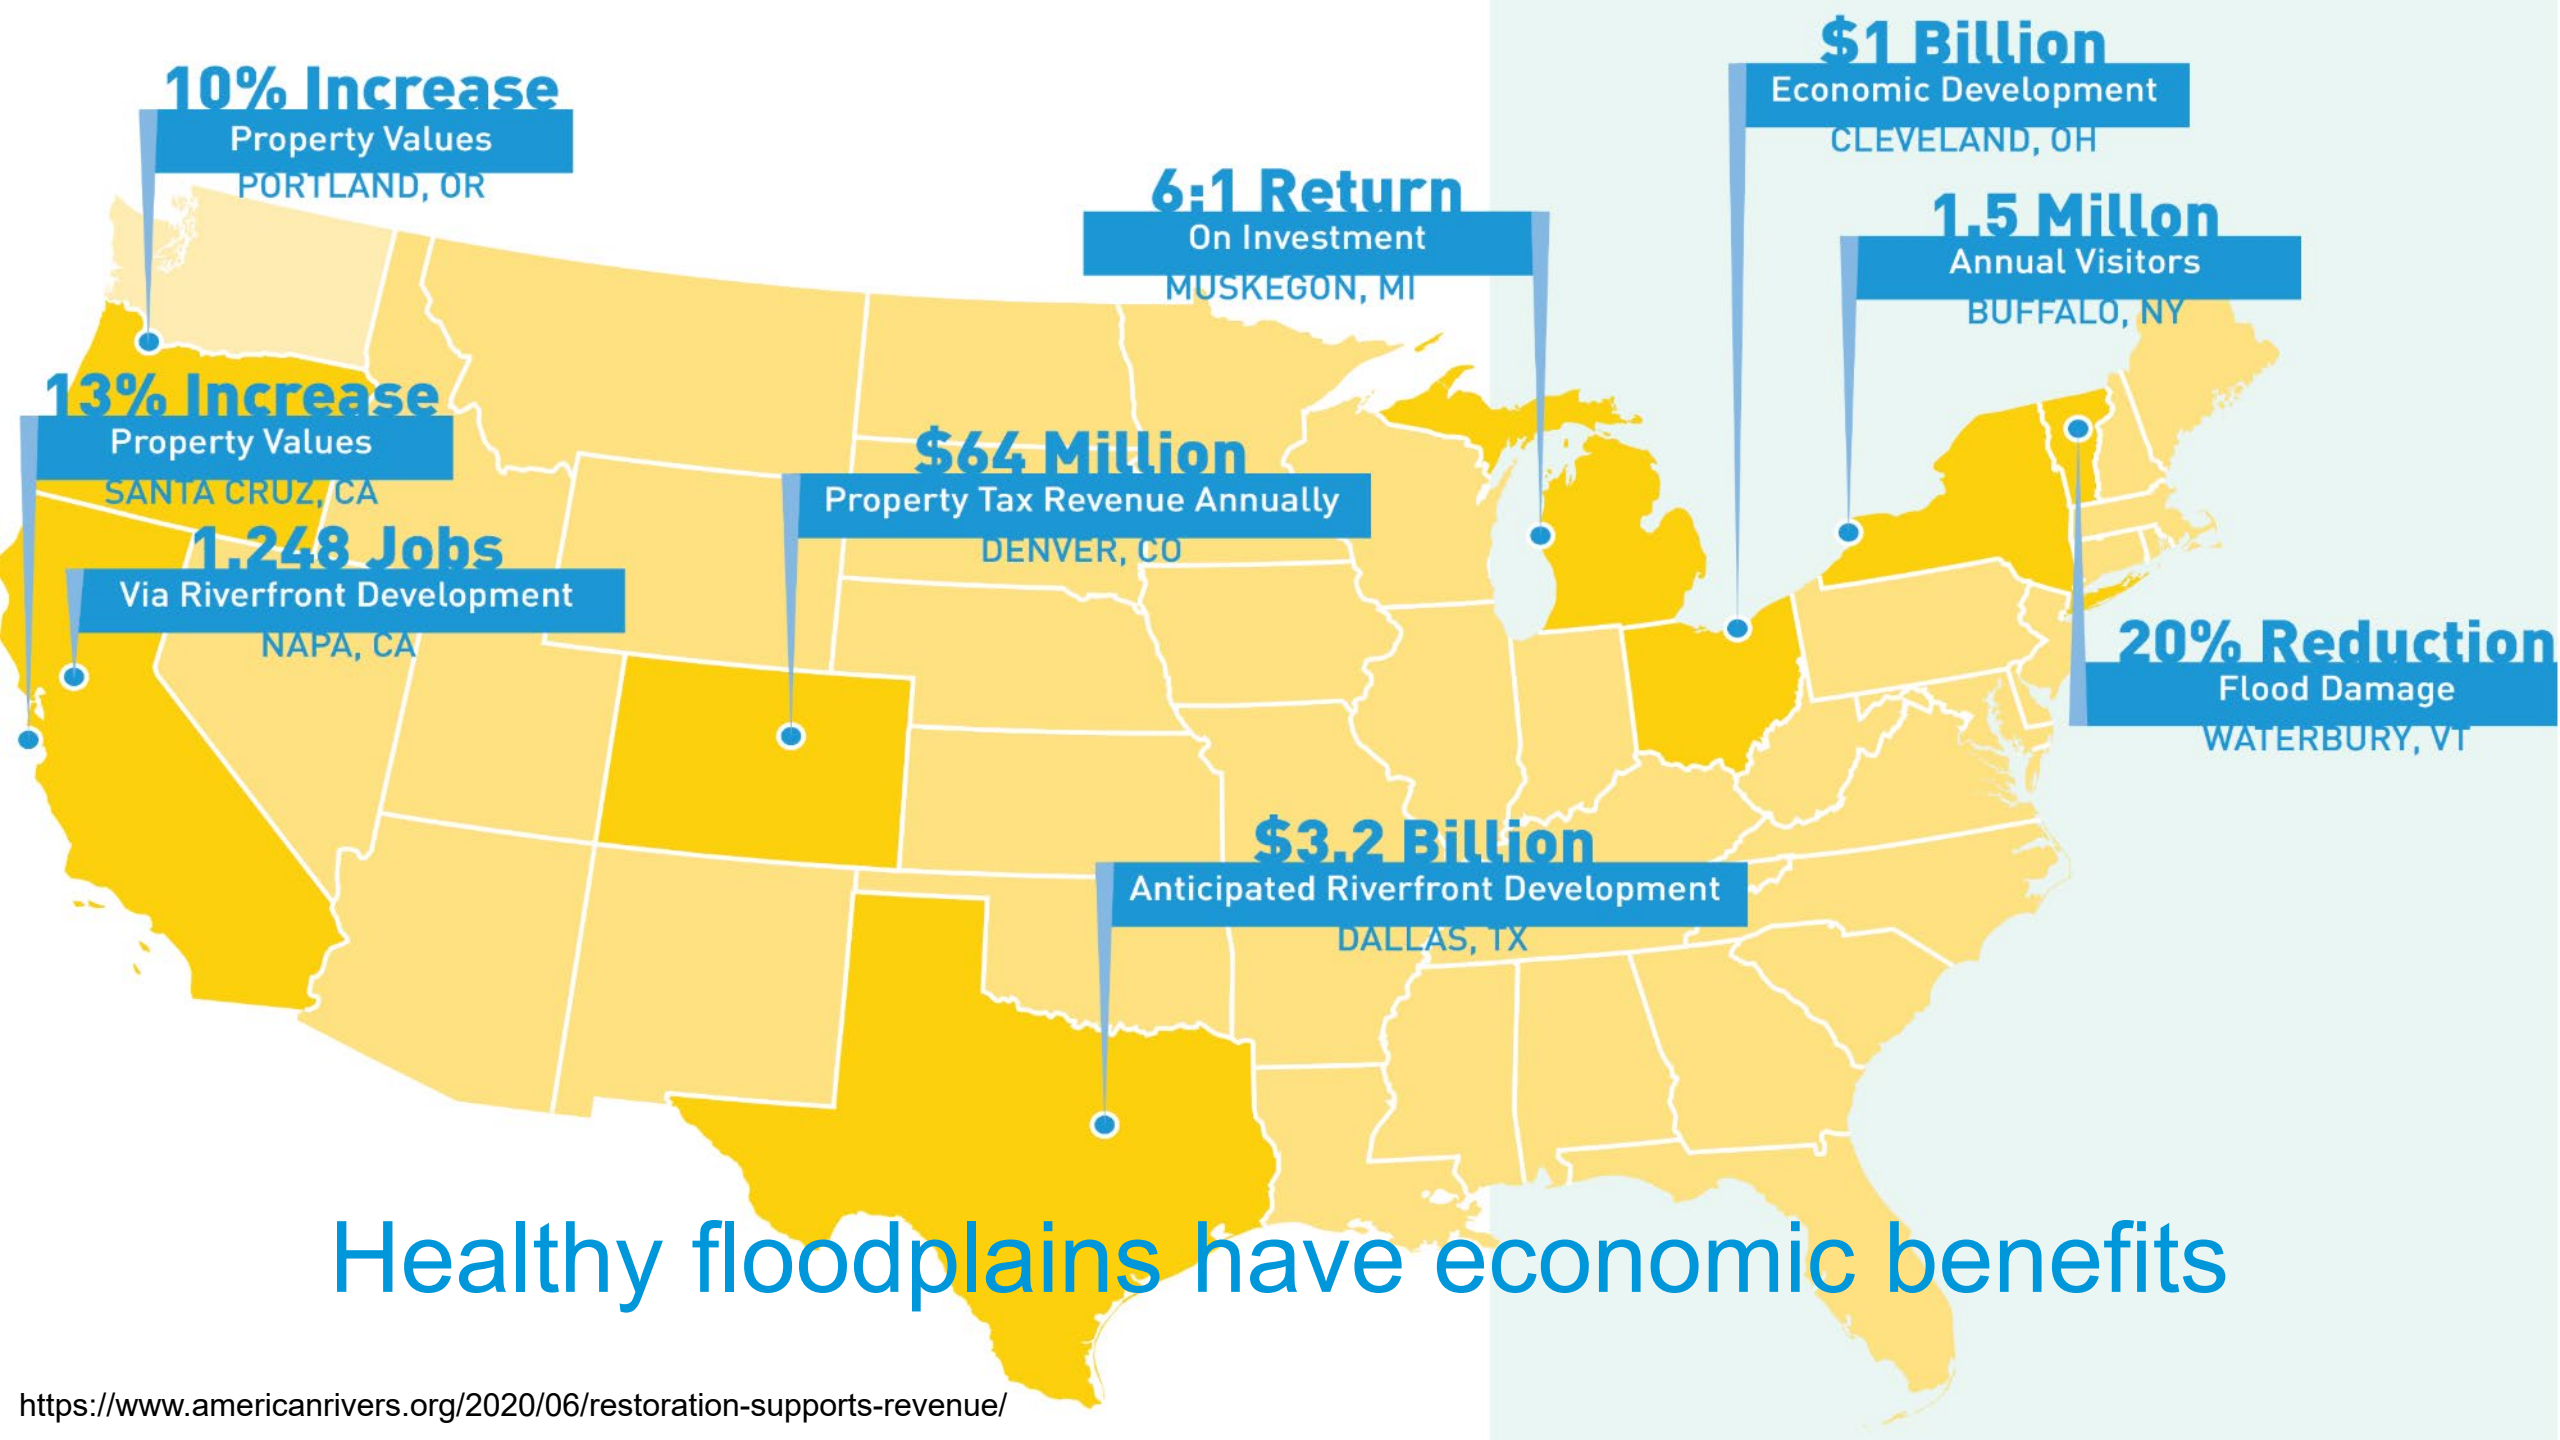 10% Increase
Property Values
PORTLAND, OR
13% Increase
Property Values
SANTA CRUZ, CA
1,248 Jobs
Via Riverfront Development
NAPA, CA
$64 Million
Property Tax Revenue Annually
DENVER, CO
6:1 Return
On Investment
MUSKEGON, MI
$1 Billion
Economic Development
CLEVELAND, OH
1.5 Millon
Annual Visitors
BUFFALO, NY
20% Reduction
Flood Damage
WATERBURY, VT
$3.2 Billion
Anticipated Riverfront Development
DALLAS, TX
Healthy floodplains have economic benefits
https://www.americanrivers.org/2020/06/restoration-supports-revenue/